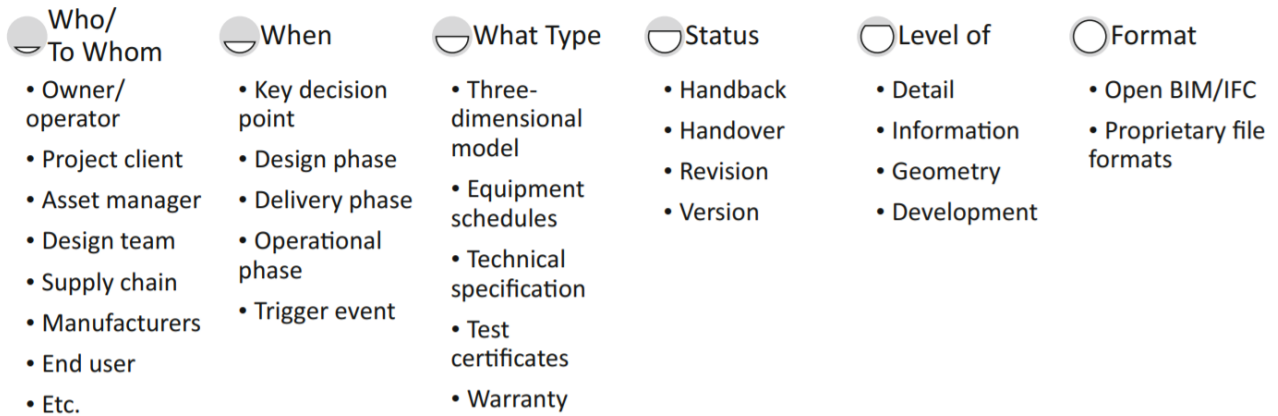 Who/
To Whom
• Owner/
operator
• Project client
• Asset manager
• Design team
• Supply chain
• Manufacturers
• End user
• Etc.
When
• Key decision
point
• Design phase
• Delivery phase
• Operational
phase
• Trigger event
What Type
• Three-
dimensional
model
• Equipment
schedules
• Technical
specification
• Test
certificates
• Warranty
Status
• Handback
• Handover
• Revision
• Version
Level of
• Detail
• Information
• Geometry
• Development
Format
• Open BIM/IFC
• Proprietary file
formats